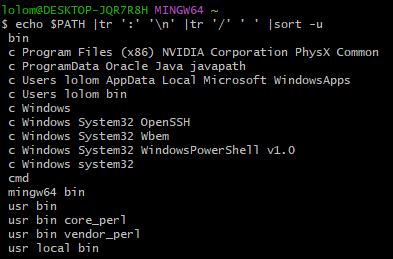 lolom@DESKTOP-JQR7R8H MINGW64 ~
$ echo $PATH |tr ':' '\n' |tr '/' ' ' |sort -u
bin
c Program Files (x86) NVIDIA Corporation PhysX Common
c ProgramData Oracle Java javapath
c Users lolom AppData Local Microsoft WindowsApps
c Users lolom bin
c Windows
c Windows System32 OpenSSH
c Windows System32 Wbem
c Windows System32 WindowsPowerShell v1.0
c Windows system32
cmd
mingw64 bin
usr bin
usr bin core_perl
usr bin vendor_perl
usr local bin